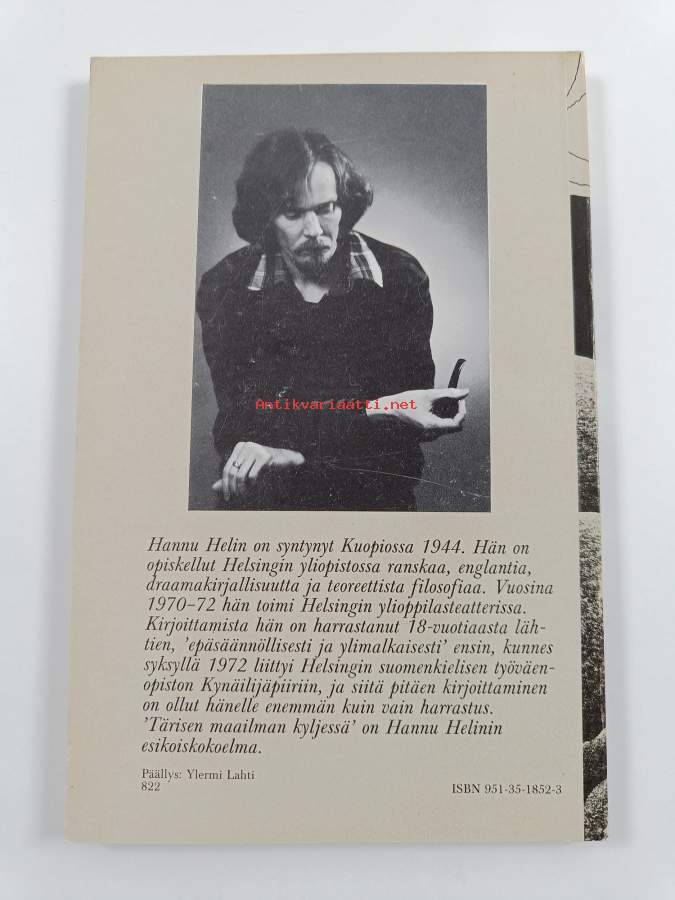 Antikvariaatti.net
Hannu Helin on syntynyt Kuopiossa 1944. Hän on
opiskellut Helsingin yliopistossa ranskaa, englantia,
draamakirjallisuutta ja teoreettista filosofiaa. Vuosina
1970–72 hän toimi Helsingin ylioppilasteatterissa.
Kirjoittamista hän on harrastanut 18-vuotiaasta läh-
tien, 'epäsäännöllisesti ja ylimalkaisesti' ensin, kunnes
syksyllä 1972 liittyi Helsingin suomenkielisen työväen-
opiston Kynäilijäpiiriin, ja siitä pitäen kirjoittaminen
on ollut hänelle enemmän kuin vain harrastus.
'Tärisen maailman kyljessä' on Hannu Helinin
esikoiskokoelma.
Päällys: Ylermi Lahti
822
ISBN 951-35-1852-3